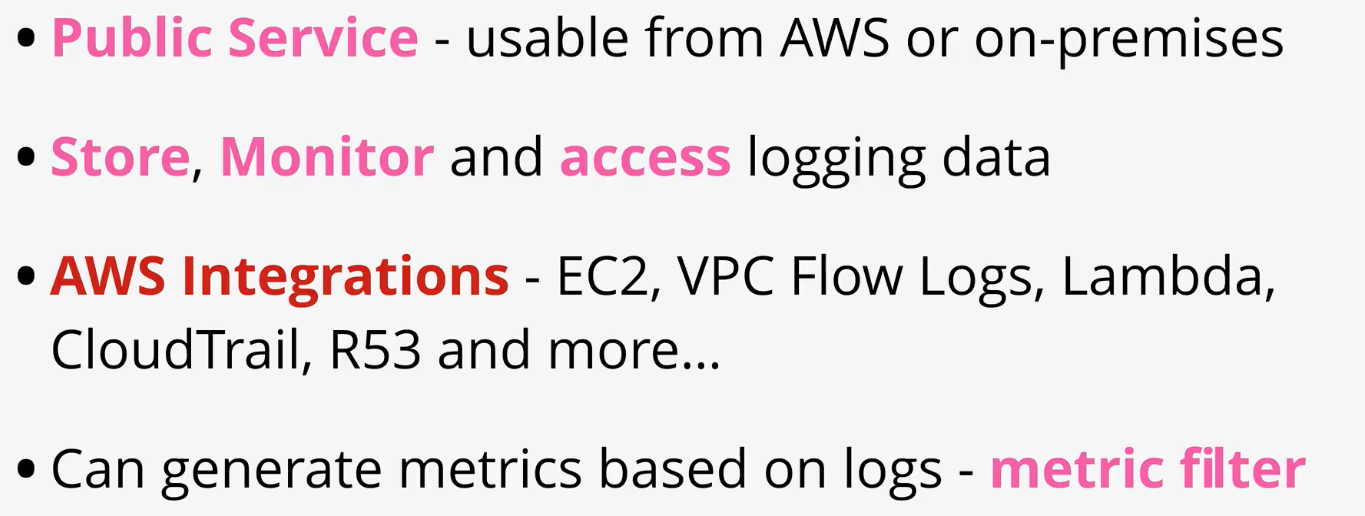 • Public Service - usable from AWS or on-premises
• Store, Monitor and access logging data
• AWS Integrations - EC2, VPC Flow Logs, Lambda,
CloudTrail, R53 and more...
• Can generate metrics based on logs - metric filter